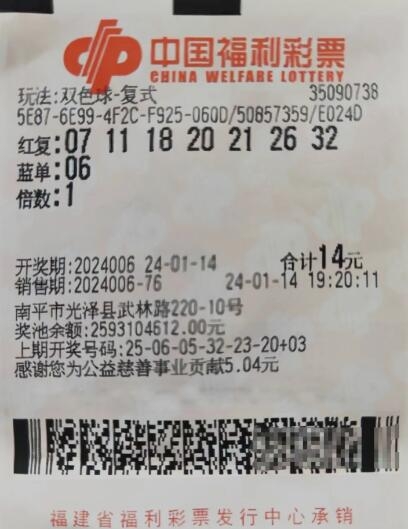 中国福利彩票
CHINA WELFARE LOTTERY
玩法:双色球-复式 35090738
5E87-6E99-4F2C-F925-060D/50857359/E024D
红复:07 11 18 20 21 26 32
蓝单:06
倍数:1
开奖期:2024006 24-01-14 合计14元
销售期:2024006-76 24-01-14 19:20:11
南平市光泽县武林路220-10号
奖池余额:2593104612.00元
上期开奖号码:25-06-05-32-23-20+03
感谢您为公益慈善事业贡献5.04元
福建省福利彩票发行中心承销